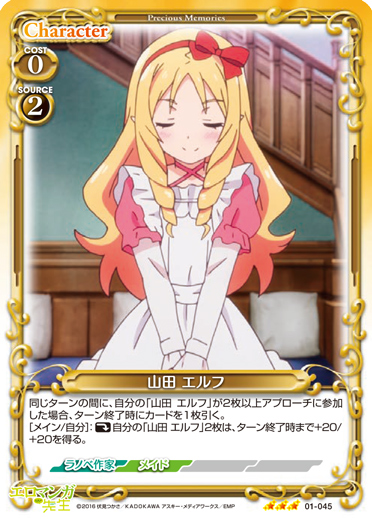 Precious Memories
Character
COST
0
SOURCE
2
山田 エルフ
同じターンの間に、自分の「山田 エルフ」が2枚以上アプローチに参加
した場合、ターン終了時にカードを1枚引く。
[メイン/自分]:自分の「山田 エルフ」2枚は、ターン終了時まで+20/
+20を得る。
ラノベ作家 メイド
エロマンガ
先生
©2016 伏見つかさ/KADOKAWA アスキー・メディアワークス/EMP
01-045